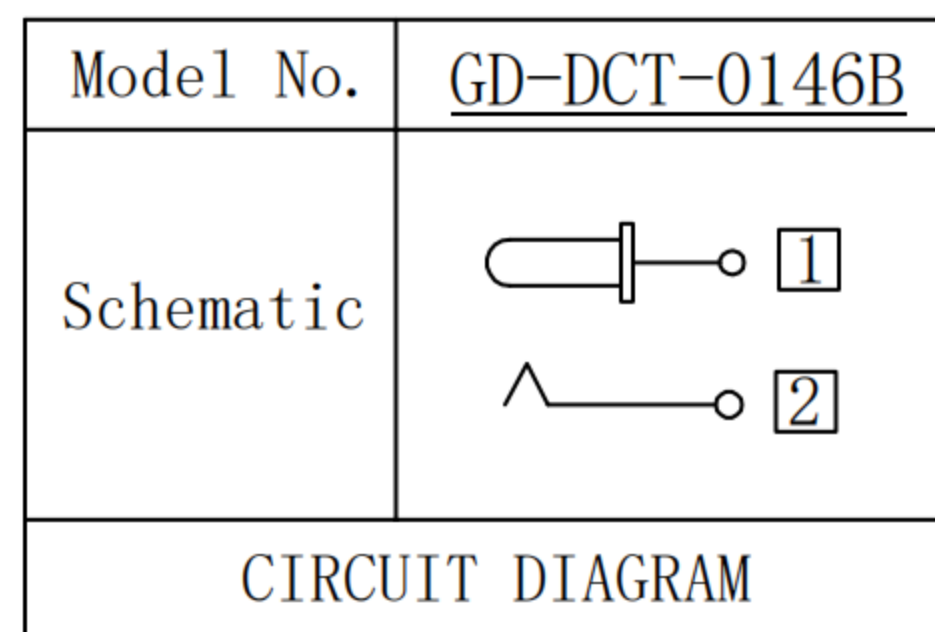 Model No.
GD-DCT-0146B
1
Schematic
2
CIRCUIT DIAGRAM